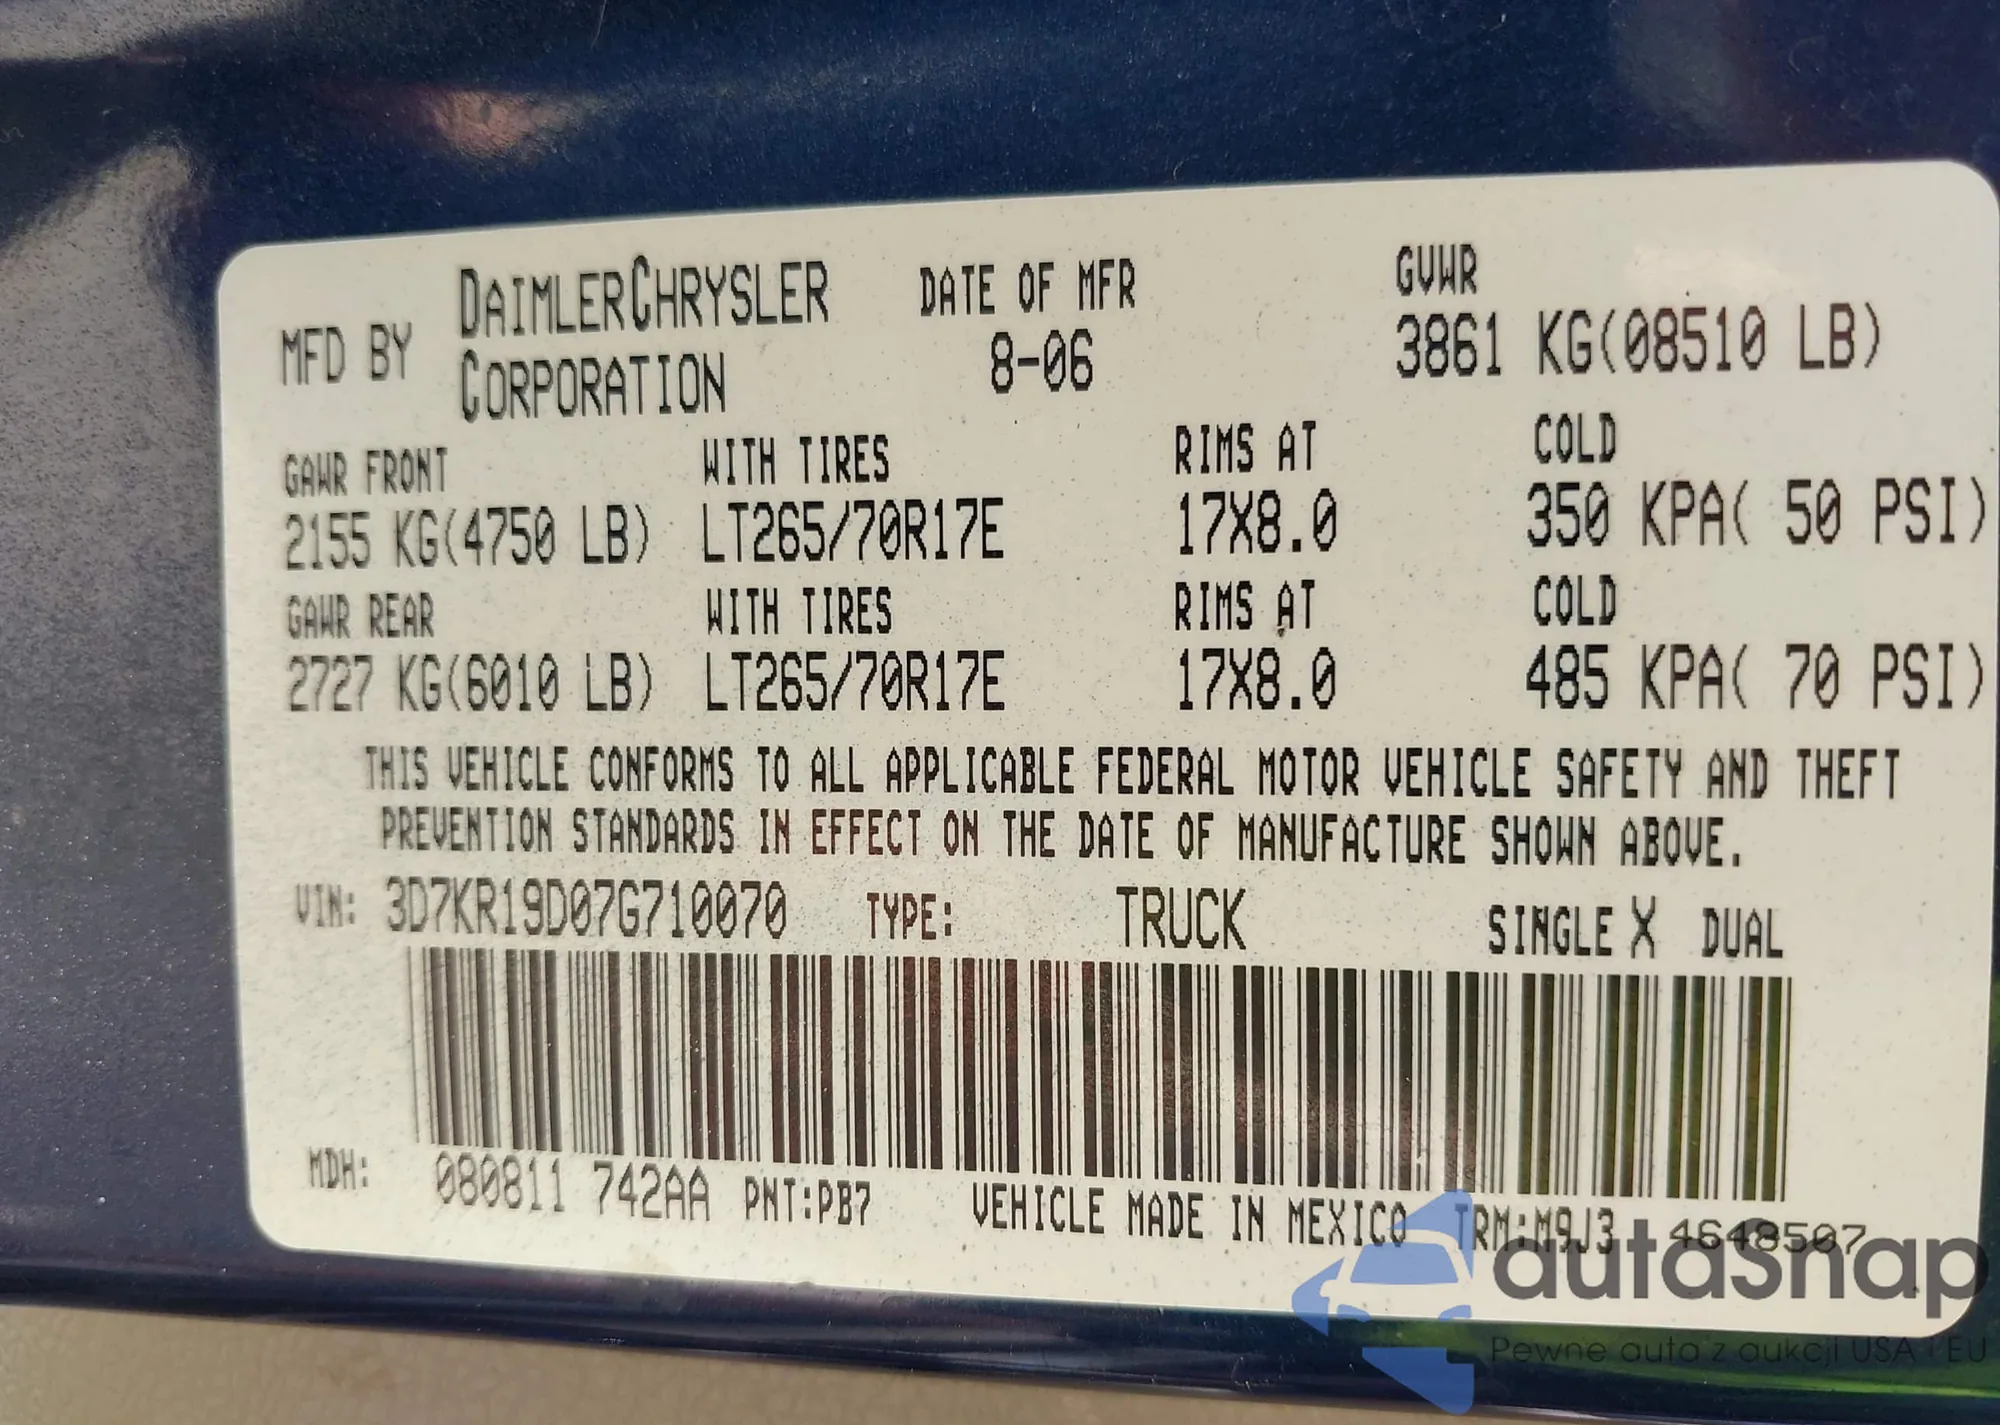 MFD BY DAIMLERCHRYSLER CORPORATION DATE OF MFR 8-06 GVWR 3861 KG(08510 LB)
GAWR FRONT WITH TIRES RIMS AT COLD
2155 KG(4750 LB) LT265/70R17E 17X8.0 350 KPA( 50 PSI)
GAWR REAR WITH TIRES RIMS AT COLD
2727 KG(6010 LB) LT265/70R17E 17X8.0 485 KPA( 70 PSI)
THIS VEHICLE CONFORMS TO ALL APPLICABLE FEDERAL MOTOR VEHICLE SAFETY AND THEFT
PREVENTION STANDARDS IN EFFECT ON THE DATE OF MANUFACTURE SHOWN ABOVE.
VIN: 3D7KR19D07G710070 TYPE: TRUCK SINGLE X DUAL
MDH: 080811 742AA PNT:PB7 VEHICLE MADE IN MEXICO TRM:M9J3 4648507
autaSnap
Pewne auta z aukcji USA i EU